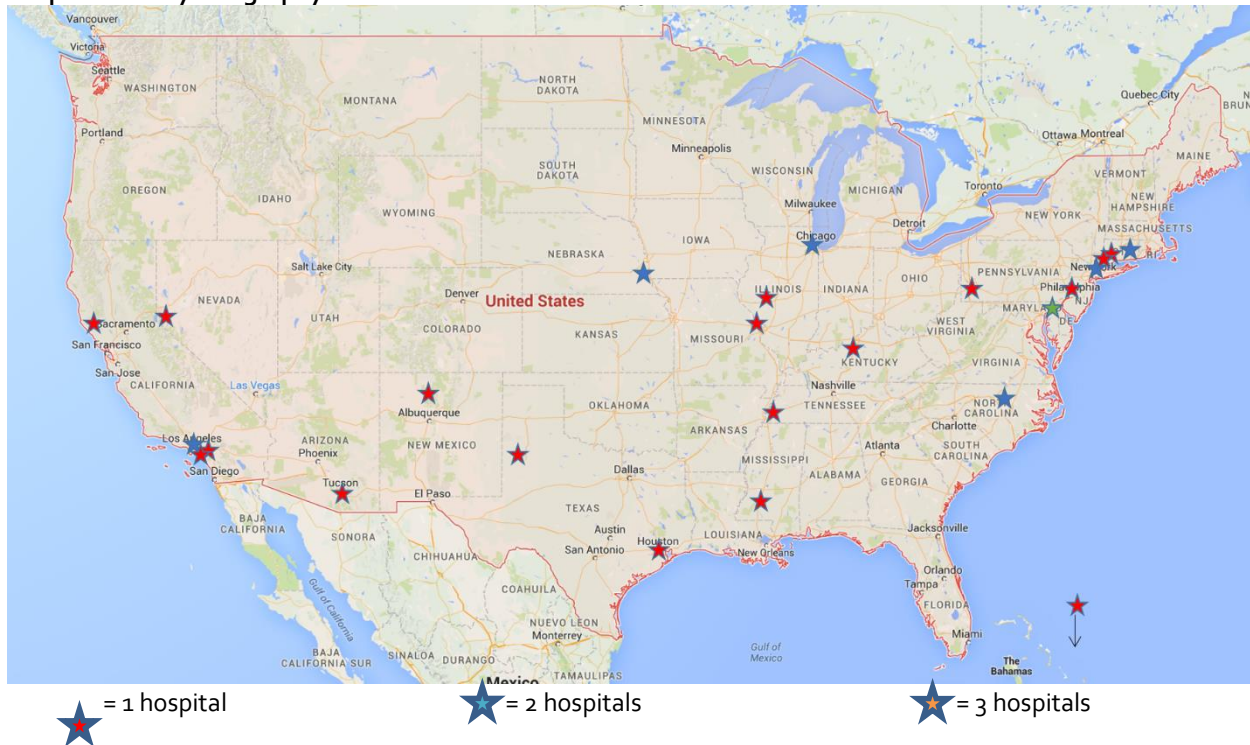 Vancouver
Victoria
Seattle
WASHINGTON
Portland
OREGON
IDAHO
MONTANA
NORTH
DAKOTA
SOUTH
DAKOTA
MINNESOTA
Minneapolis
WISCONSIN
Milwaukee
MICHIGAN
Detroit
Toronto
Ottawa
Montreal
Quebec City
MAINE
VERMONT
NEW
HAMPSHIRE
MASSACHUSETTS
RI
NEW YORK
WYOMING
NEBRASKA
IOWA
Chicago
Salt Lake City
NEVADA
UTAH
Denver
United States
COLORADO
KANSAS
MISSOURI
ILLINOIS
INDIANA
OHIO
PENNSYLVANIA
Philadelphia
NJ
DE
WEST
VIRGINIA
VIRGINIA
KENTUCKY
Sacramento
San Francisco
San Jose
CALIFORNIA
Las Vegas
Los Angeles
San Diego
ARIZONA
Phoenix
Tucson
Albuquerque
NEW MEXICO
El Paso
OKLAHOMA
ARKANSAS
Nashville
TENNESSEE
Charlotte
CAROLINA
SOUTH
CAROLINA
Atlanta
MISSISSIPPI
ALABAMA
GEORGIA
Dallas
TEXAS
Austin
San Antonio
Houston
LOUISIANA
New Orleans
Jacksonville
Orlando
Tampa
FLORIDA
Miami
The
Bahamas
Gulf of
Mexico
BAJA
CALIFORNIA
SONORA
CHIHUAHUA
COAHUILA
Gulf of California
BAJA
CALIFORNIA SUR
SINALOA
DURANGO
NUEVO LEON
Monterrey
TAMAULIPAS
Mexico
= 1 hospital
= 2 hospitals
= 3 hospitals